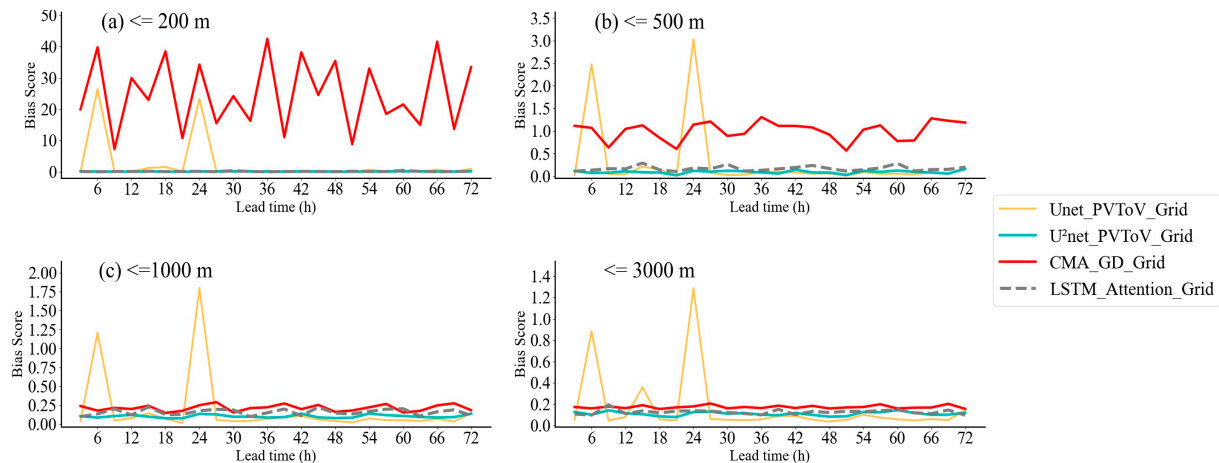 (a) <= 200 m
50
40
30
20
10
0
Bias Score
6 12 18 24 30 36 42 48 54 60 66 72
Lead time (h)
(b) <= 500 m
3.5
3.0
2.5
2.0
1.5
1.0
0.5
0.0
Bias Score
6 12 18 24 30 36 42 48 54 60 66 72
Lead time (h)
(c) <=1000 m
2.00
1.75
1.50
1.25
1.00
0.75
0.50
0.25
0.00
Bias Score
6 12 18 24 30 36 42 48 54 60 66 72
Lead time (h)
<= 3000 m
1.4
1.2
1.0
0.8
0.6
0.4
0.2
0.0
Bias Score
6 12 18 24 30 36 42 48 54 60 66 72
Lead time (h)
Unet_PVToV_Grid
U²net_PVToV_Grid
CMA_GD_Grid
LSTM_Attention_Grid